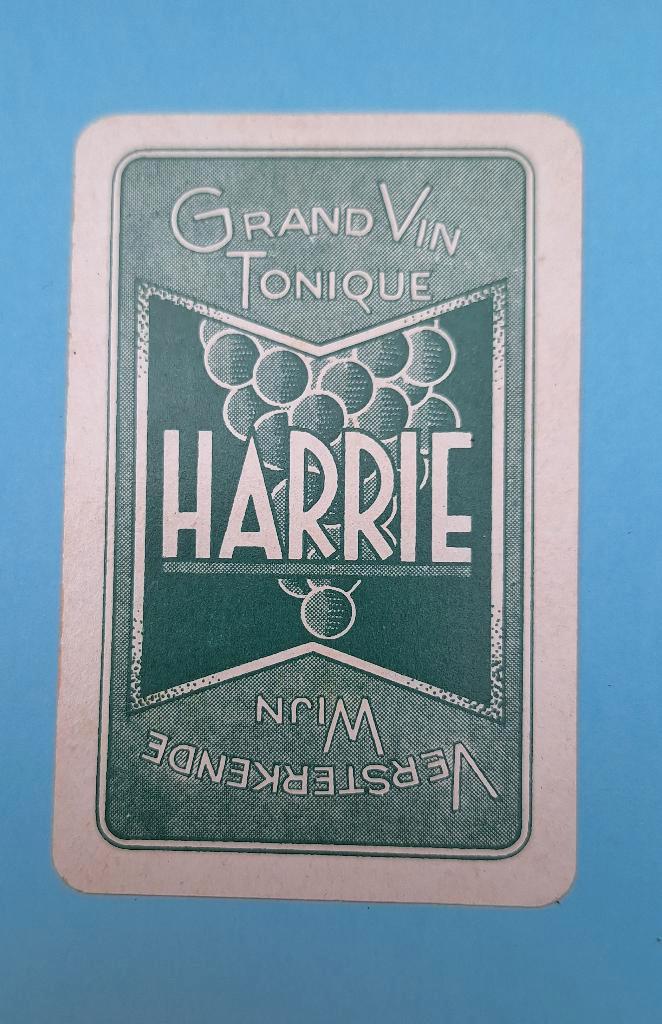 GRAND VIN
TONIQUE
HARRIE
VERSTERKENDE
WIJN